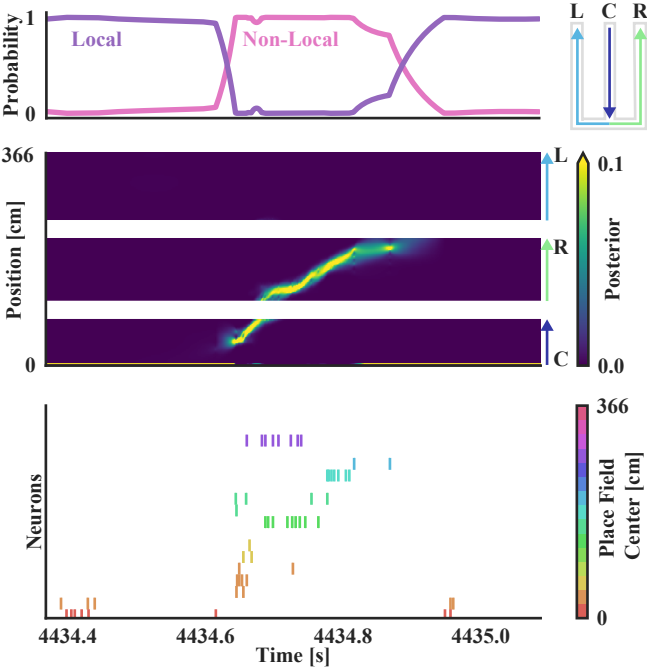 Probability
1
0
Local
Non-Local
L C R
Position [cm]
366
0
L
R
C
0.1
0.0
Posterior
Neurons
366
0
Place Field
Center [cm]
4434.4 4434.6 4434.8 4435.0
Time [s]